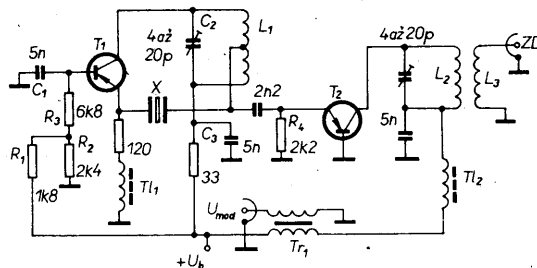 4až
20p
C2
L1
T1
5n
C1
X
R3
6k8
R1
1k8
R2
2k4
120
Tl1
C3
5n
33
2n2
R4
2k2
T2
4až 20p
5n
L2
L3
ZD
Tl2
Umod
Tr1
+Ub